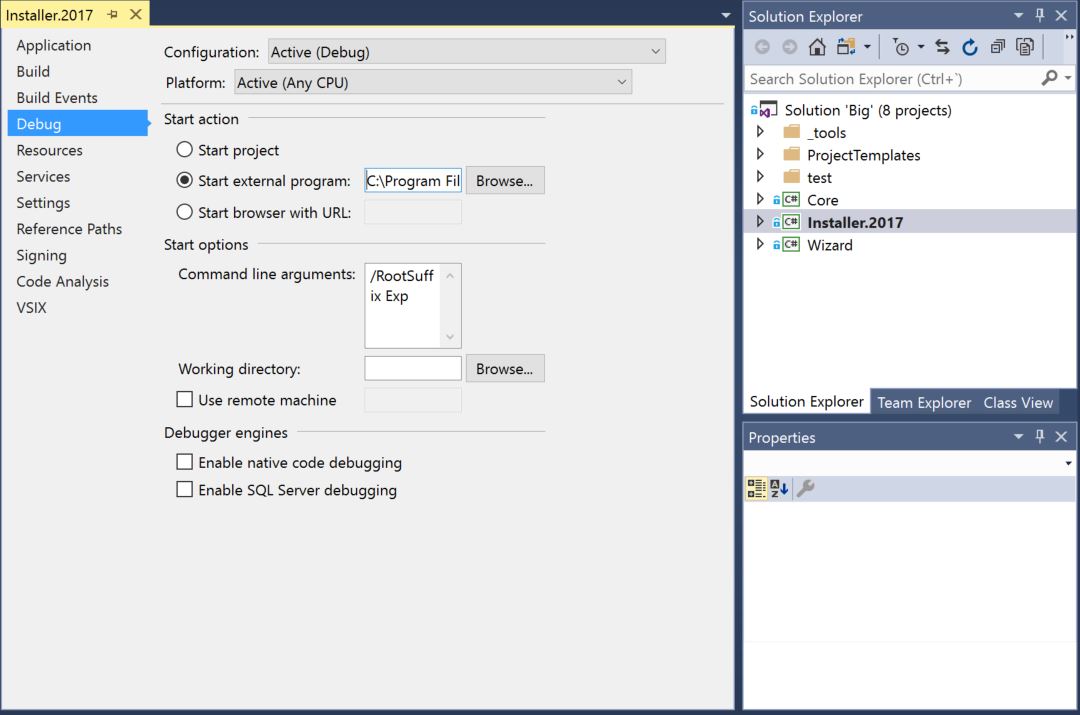 Installer.2017
Application
Build
Build Events
Debug
Resources
Services
Settings
Reference Paths
Signing
Code Analysis
VSIX
Configuration: Active (Debug)
Platform: Active (Any CPU)
Start action
Start project
Start external program: C:\Program Fil Browse...
Start browser with URL:
Start options
Command line arguments: /RootSuff
ix Exp
Working directory: Browse...
Use remote machine
Debugger engines
Enable native code debugging
Enable SQL Server debugging
Solution Explorer
Search Solution Explorer (Ctrl+`)
Solution 'Big' (8 projects)
_tools
ProjectTemplates
test
C# Core
C# Installer.2017
C# Wizard
Solution Explorer Team Explorer Class View
Properties